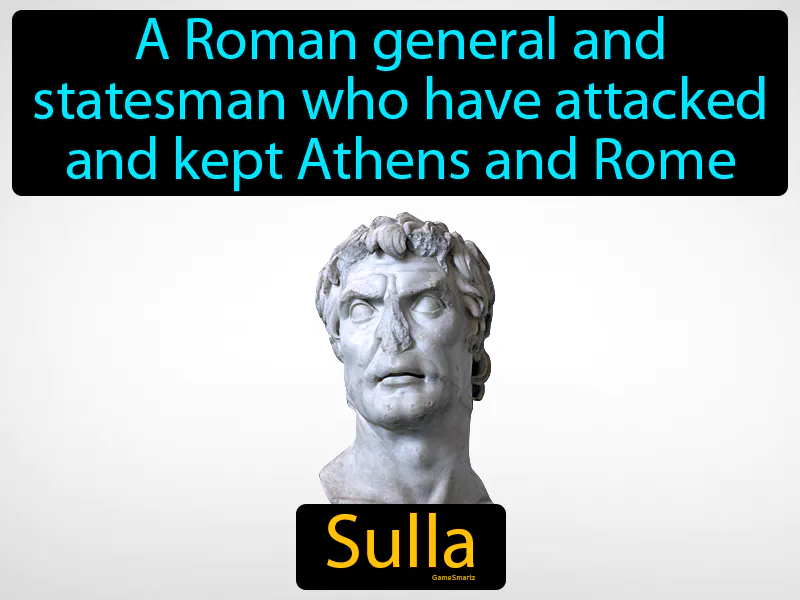 A Roman general and
statesman who have attacked
and kept Athens and Rome
Sulla
GameSmartz